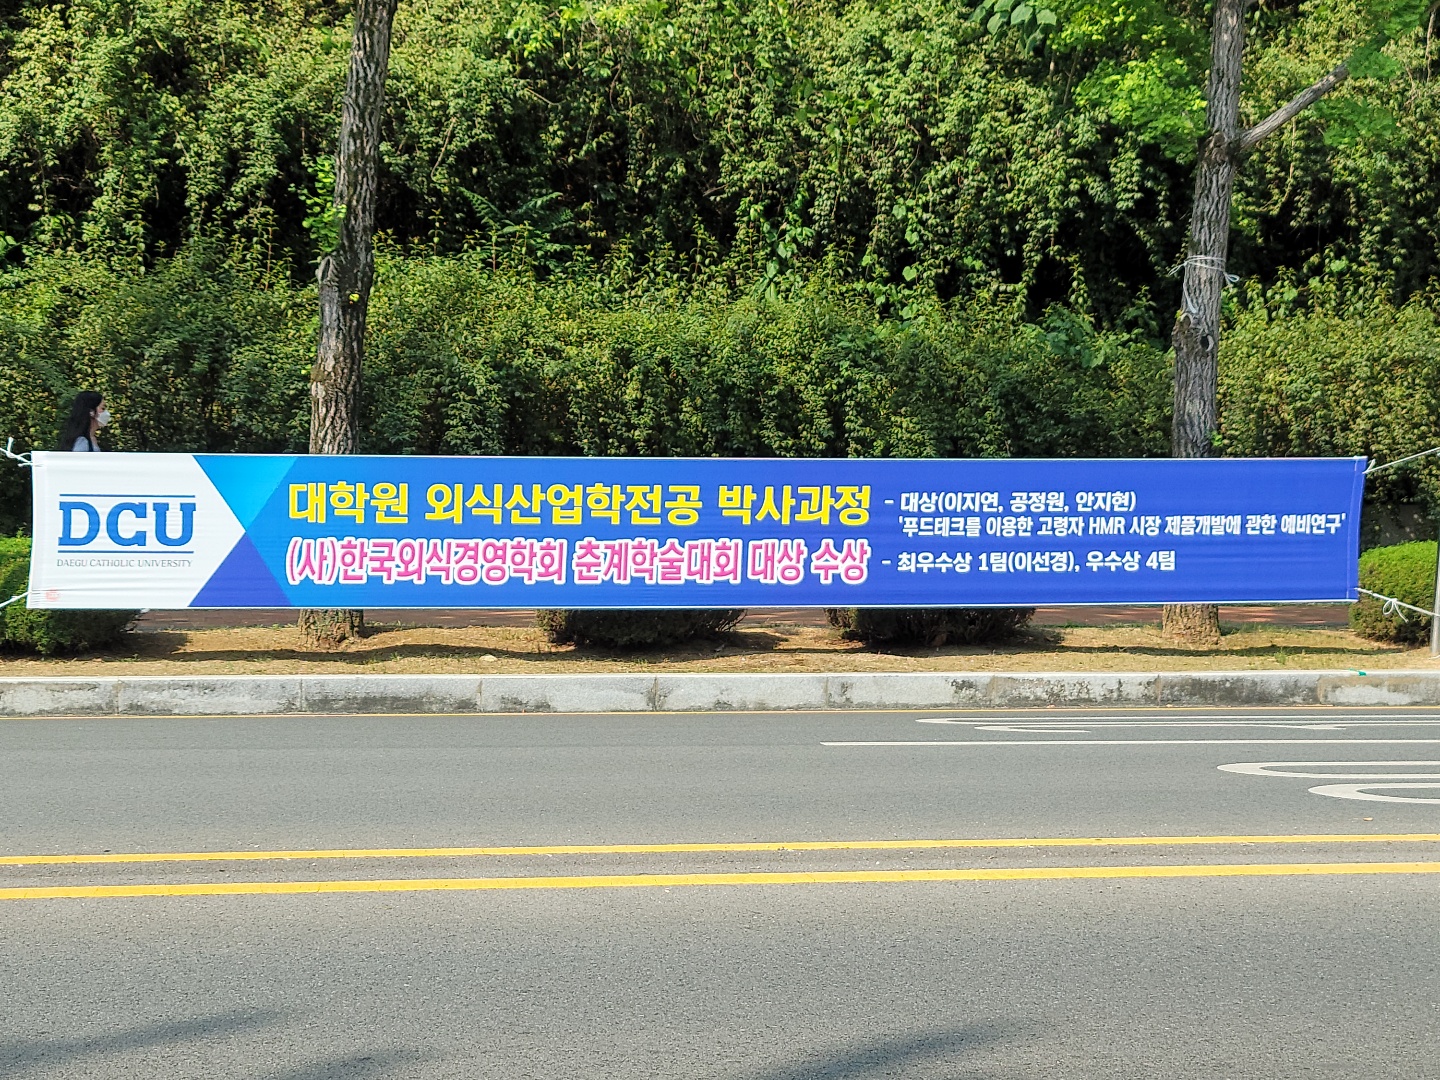 DCU
DAEGU CATHOLIC UNIVERSITY
대학원 외식산업학전공 박사과정
(사)한국외식경영학회 춘계학술대회 대상 수상
- 대상(이지연, 공정원, 안지현)
'푸드테크를 이용한 고령자 HMR 시장 제품개발에 관한 예비연구'
- 최우수상 1팀(이선경), 우수상 4팀